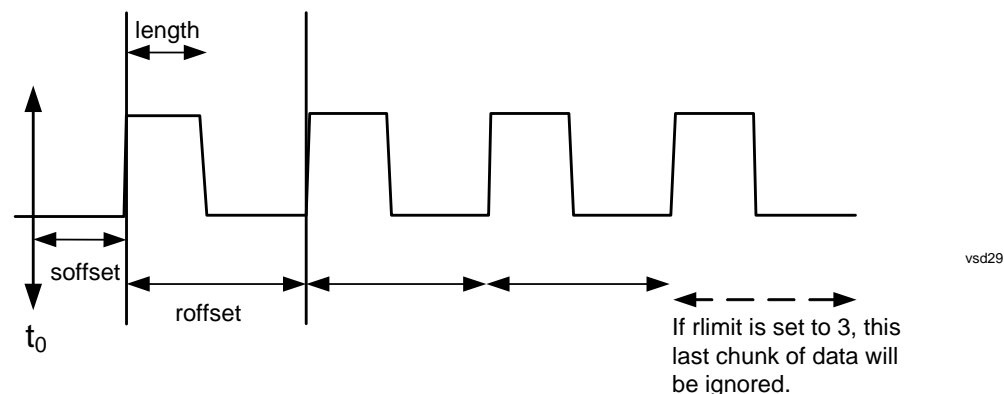 length
soffset
vsd29
roffset
t₀
If rlimit is set to 3, this
last chunk of data will
be ignored.